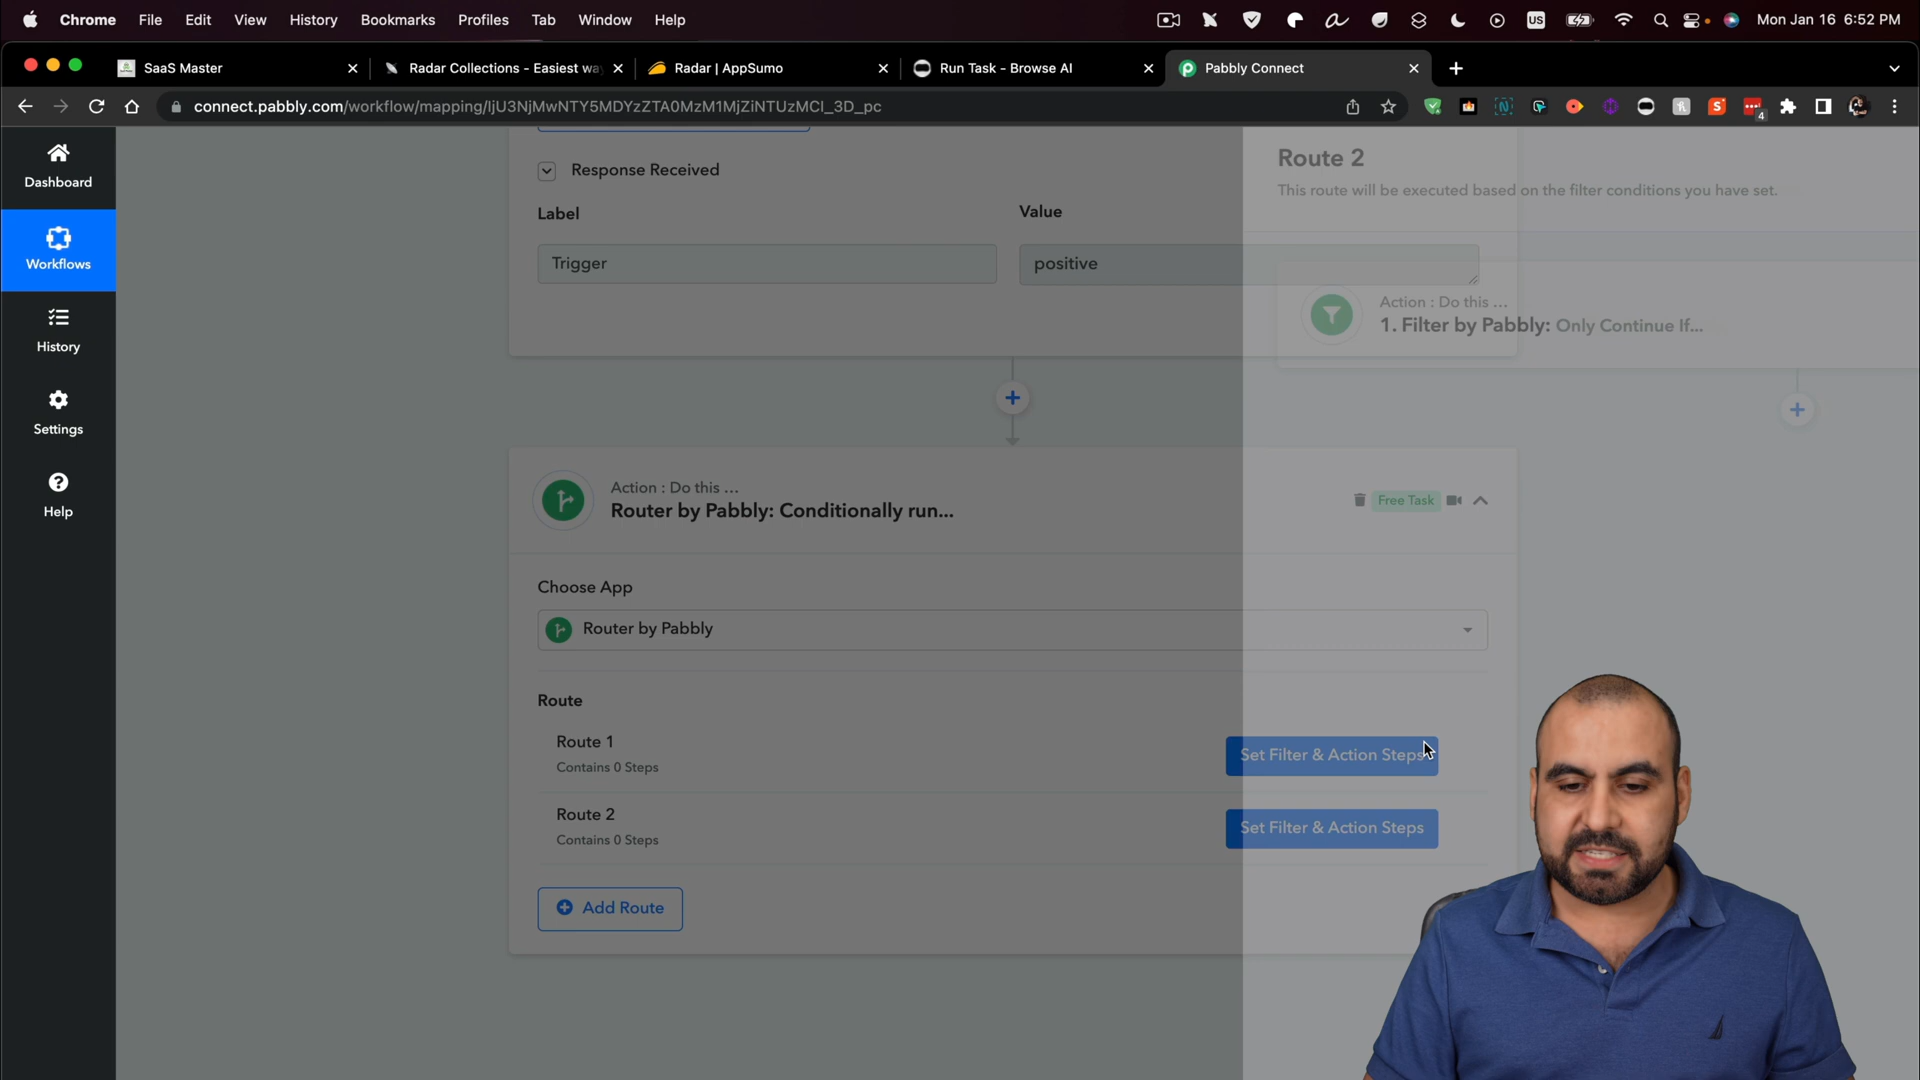 Chrome File Edit View History Bookmarks Profiles Tab Window Help
US
Mon Jan 16 6:52 PM
SaaS Master
Radar Collections - Easiest wa
Radar | AppSumo
Run Task - Browse AI
Pabbly Connect
connect.pabbly.com/workflow/mapping/IjU3NjMwNTY5MDYzZTA0MzM1MjZiNTUzMCI_3D_pc
4
Dashboard
Workflows
History
Settings
Help
Response Received
Label
Value
Trigger
positive
Route 2
This route will be executed based on the filter conditions you have set.
Action : Do this ...
1. Filter by Pabbly: Only Continue If...
Action : Do this ...
Router by Pabbly: Conditionally run...
Free Task
Choose App
Router by Pabbly
Route
Route 1
Contains 0 Steps
Set Filter & Action Steps
Route 2
Contains 0 Steps
Set Filter & Action Steps
Add Route